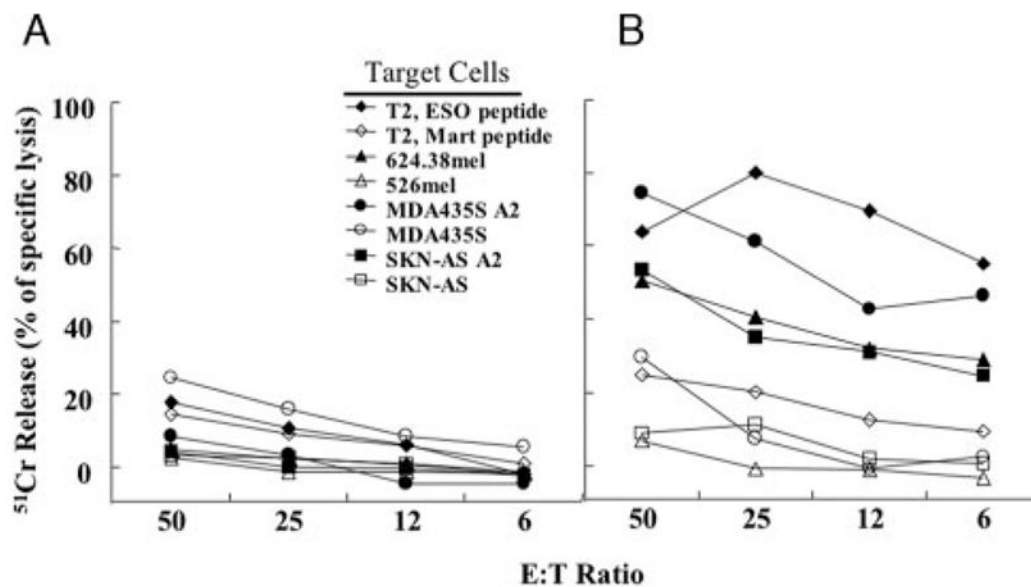 A
B
Target Cells
T2, ESO peptide
T2, Mart peptide
624.38mel
526mel
MDA435S A2
MDA435S
SKN-AS A2
SKN-AS
⁵¹Cr Release (% of specific lysis)
100
80
60
40
20
0
50 25 12 6
50 25 12 6
E:T Ratio